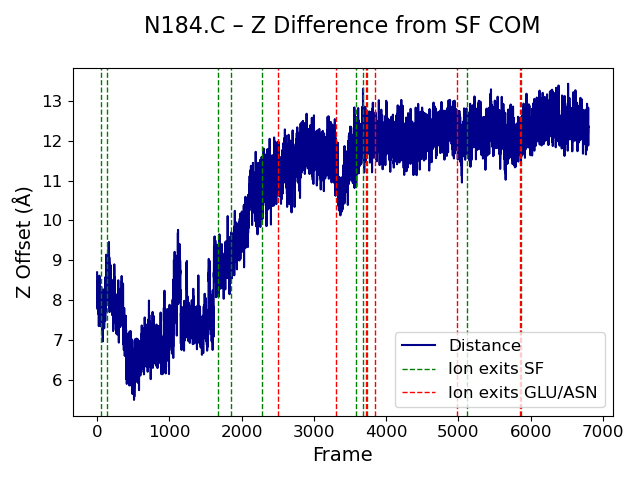 N184.C – Z Difference from SF COM
Z Offset (Å)
13
12
11
10
9
8
7
6
Distance
Ion exits SF
Ion exits GLU/ASN
0 1000 2000 3000 4000 5000 6000 7000
Frame